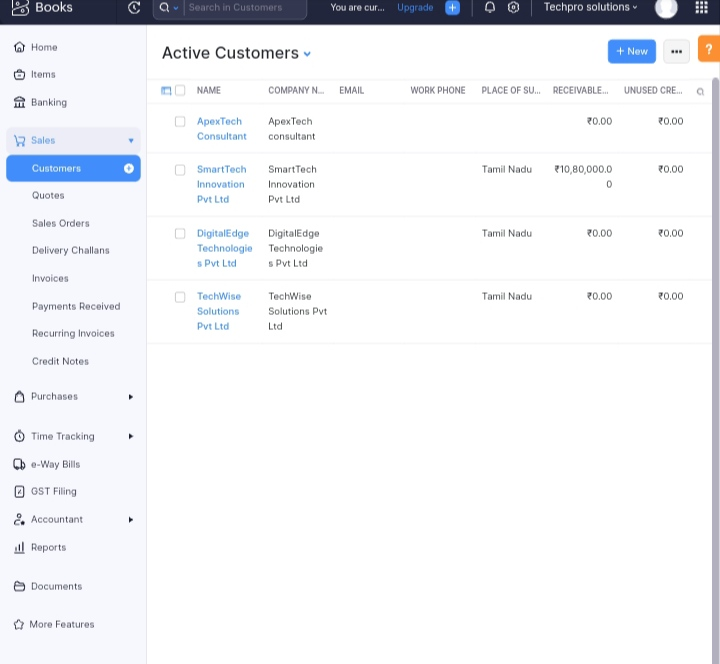 Books
Search in Customers
You are cur...
Upgrade
Techpro solutions
Home
Items
Banking
Sales
Customers
Quotes
Sales Orders
Delivery Challans
Invoices
Payments Received
Recurring Invoices
Credit Notes
Purchases
Time Tracking
e-Way Bills
GST Filing
Accountant
Reports
Documents
More Features
Active Customers
+ New
?
NAME COMPANY N... EMAIL WORK PHONE PLACE OF SU... RECEIVABLE... UNUSED CRE...
ApexTech ApexTech ₹0.00 ₹0.00
Consultant consultant
SmartTech SmartTech Tamil Nadu ₹10,80,000.0 ₹0.00
Innovation Innovation 0
Pvt Ltd Pvt Ltd
DigitalEdge DigitalEdge Tamil Nadu ₹0.00 ₹0.00
Technologie Technologie
s Pvt Ltd s Pvt Ltd
TechWise TechWise Tamil Nadu ₹0.00 ₹0.00
Solutions Solutions Pvt
Pvt Ltd Ltd